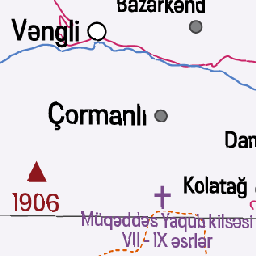 Bazarkənd
Vəngli
Çormanlı
Dan
Kolatağ
1906
Müqəddəs Yaqub kilsəsi
VII - IX əsrlər